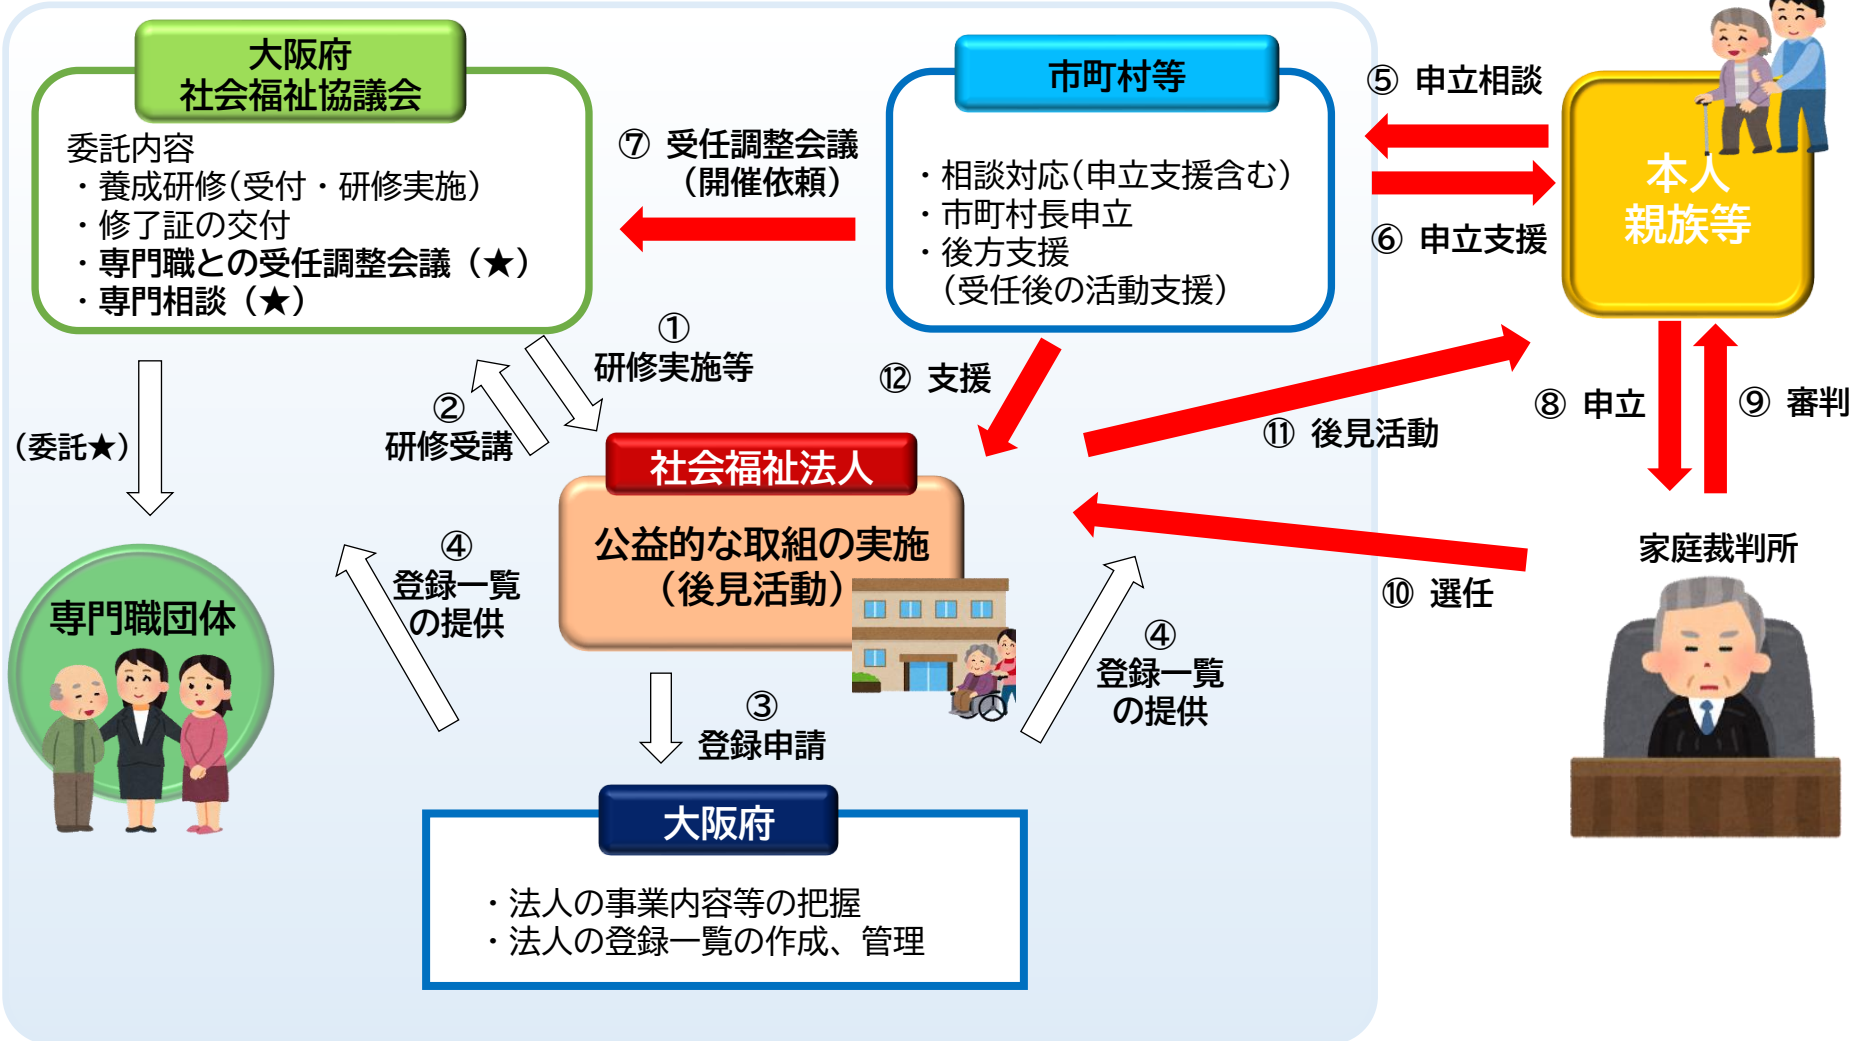 大阪府
社会福祉協議会
委託内容
・養成研修(受付・研修実施)
・修了証の交付
・専門職との受任調整会議（★）
・専門相談（★）
⑦ 受任調整会議
（開催依頼）
市町村等
・相談対応(申立支援含む)
・市町村長申立
・後方支援
（受任後の活動支援）
⑤ 申立相談
⑥ 申立支援
本人
親族等
①
研修実施等
②
研修受講
（委託★）
⑫ 支援
⑪ 後見活動
⑧ 申立
⑨ 審判
社会福祉法人
公益的な取組の実施
（後見活動）
⑩ 選任
家庭裁判所
専門職団体
④
登録一覧
の提供
③
登録申請
④
登録一覧
の提供
大阪府
・法人の事業内容等の把握
・法人の登録一覧の作成、管理